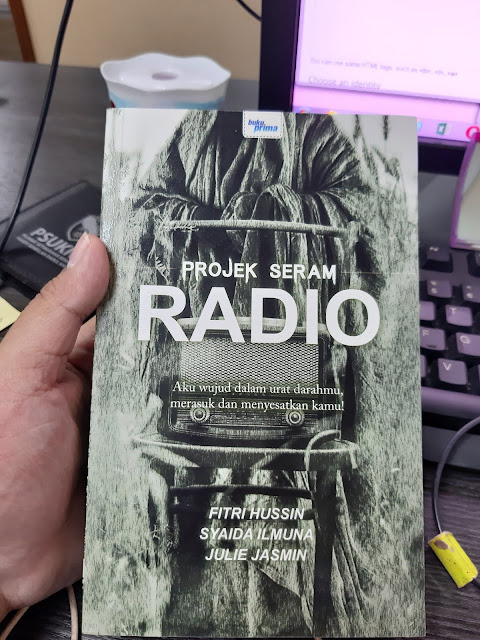 You can use some HTML tags, such as <b>, <i>, <a>
Choose an identity
buku
prima
PSUKA
PROJEK SERAM
RADIO
Aku wujud dalam urat darahmu,
merasuk dan menyesatkan kamu!
FITRI HUSSIN
SYAIDA ILMUNA
JULIE JASMIN